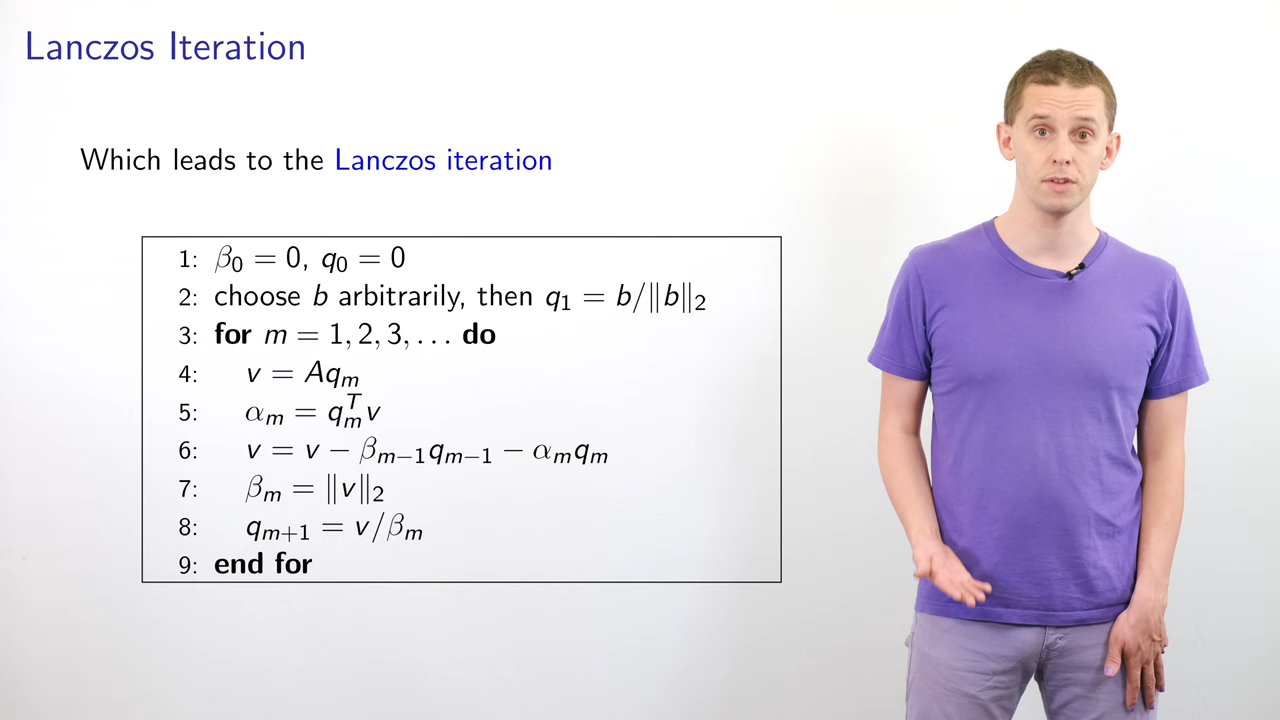 Lanczos Iteration
Which leads to the Lanczos iteration
1: β₀ = 0, q₀ = 0
2: choose b arbitrarily, then q₁ = b/‖b‖₂
3: for m = 1, 2, 3, . . . do
4: v = Aqₘ
5: αₘ = qₘᵀv
6: v = v − βₘ₋₁qₘ₋₁ − αₘqₘ
7: βₘ = ‖v‖₂
8: qₘ₊₁ = v/βₘ
9: end for